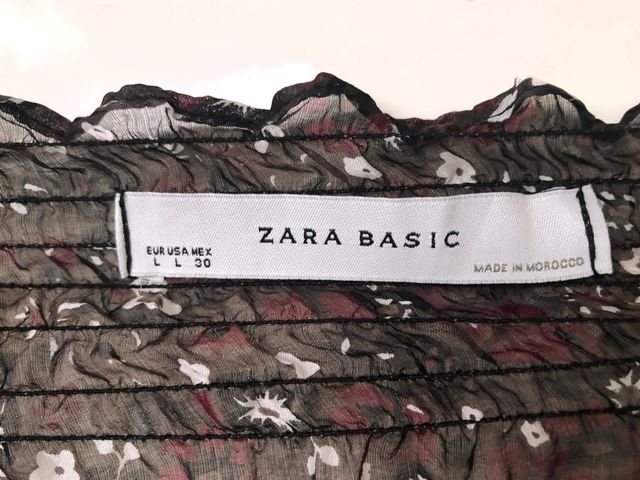 ZARA BASIC
EUR USA MEX
L L 30
MADE IN MOROCCO